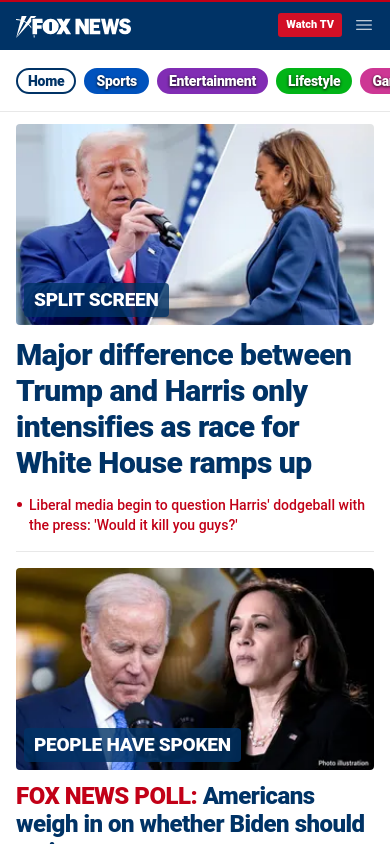 FOX NEWS
Watch TV
Home Sports Entertainment Lifestyle
SPLIT SCREEN
Major difference between
Trump and Harris only
intensifies as race for
White House ramps up
• Liberal media begin to question Harris' dodgeball with
the press: 'Would it kill you guys?'
PEOPLE HAVE SPOKEN
Photo illustration
FOX NEWS POLL: Americans
weigh in on whether Biden should